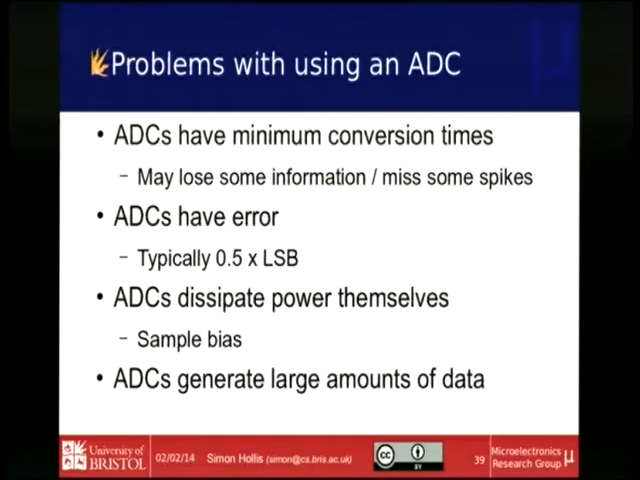 Problems with using an ADC
• ADCs have minimum conversion times
– May lose some information / miss some spikes
• ADCs have error
– Typically 0.5 x LSB
• ADCs dissipate power themselves
– Sample bias
• ADCs generate large amounts of data
University of
BRISTOL
02/02/14
Simon Hollis (simon@cs.bris.ac.uk)
cc
BY
39
Microelectronics
Research Group
μ